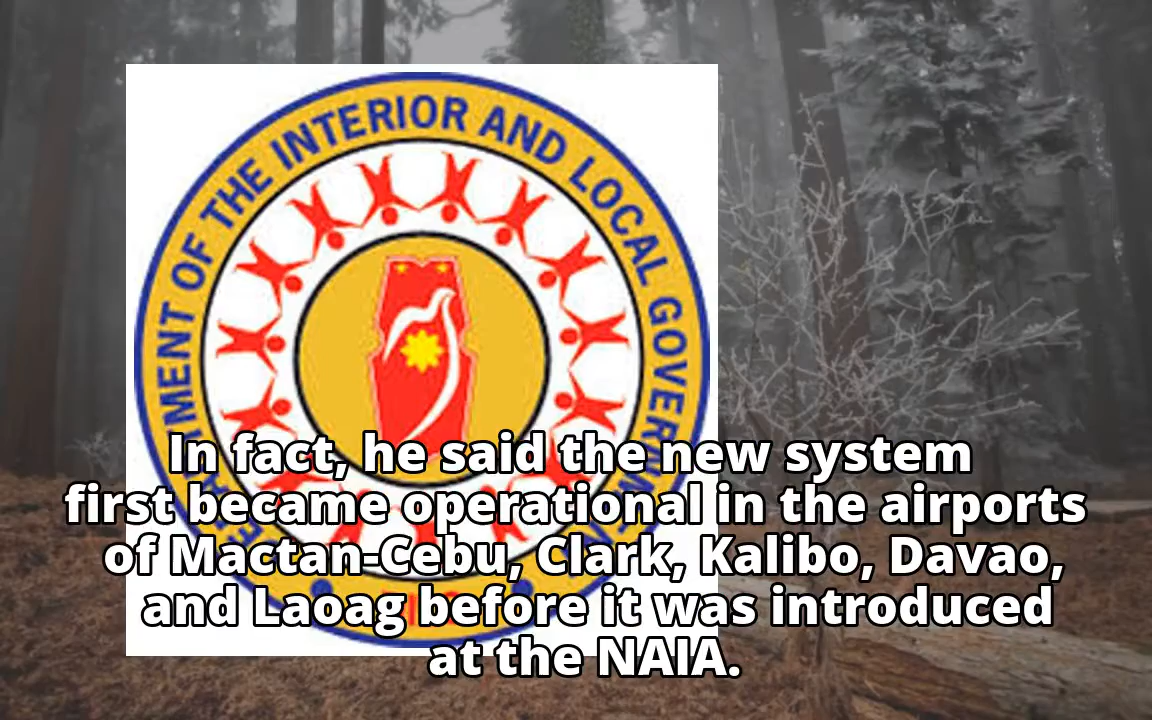 DEPARTMENT OF THE INTERIOR AND LOCAL GOVERNMENT
In fact, he said the new system
first became operational in the airports
of Mactan-Cebu, Clark, Kalibo, Davao,
and Laoag before it was introduced
at the NAIA.